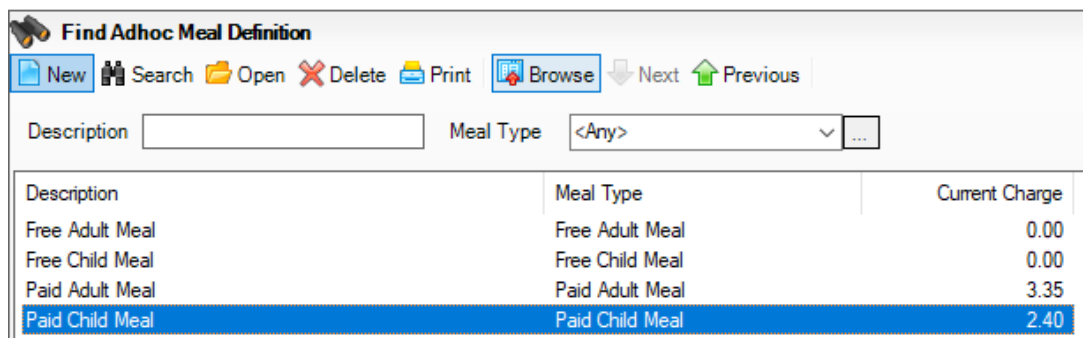 Find Adhoc Meal Definition
New Search Open Delete Print Browse Next Previous
Description Meal Type <Any> ...
Description Meal Type Current Charge
Free Adult Meal Free Adult Meal 0.00
Free Child Meal Free Child Meal 0.00
Paid Adult Meal Paid Adult Meal 3.35
Paid Child Meal Paid Child Meal 2.40